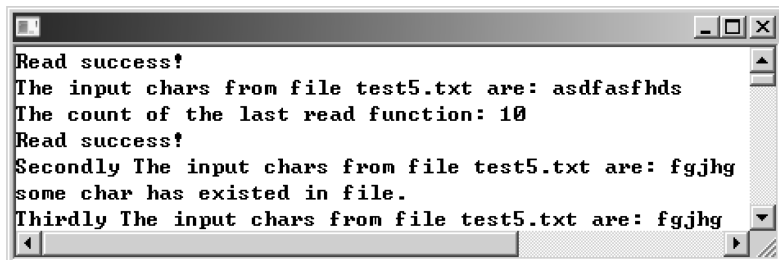 Read success!
The input chars from file test5.txt are: asdfasfhds
The count of the last read function: 10
Read success!
Secondly The input chars from file test5.txt are: fgjhg
some char has existed in file.
Thirdly The input chars from file test5.txt are: fgjhg